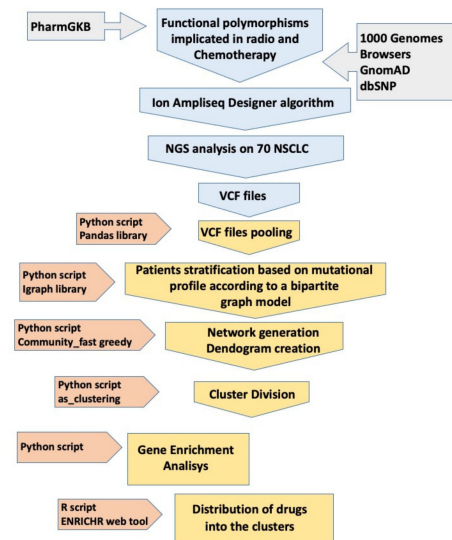 PharmGKB
Functional polymorphisms
implicated in radio and
Chemotherapy
1000 Genomes
Browsers
GnomAD
dbSNP
Ion Ampliseq Designer algorithm
NGS analysis on 70 NSCLC
VCF files
Python script
Pandas library
VCF files pooling
Python script
Igraph library
Patients stratification based on mutational
profile according to a bipartite
graph model
Python script
Community_fast greedy
Network generation
Dendogram creation
Python script
as_clustering
Cluster Division
Python script
Gene Enrichment
Analisys
R script
ENRICHR web tool
Distribution of drugs
into the clusters